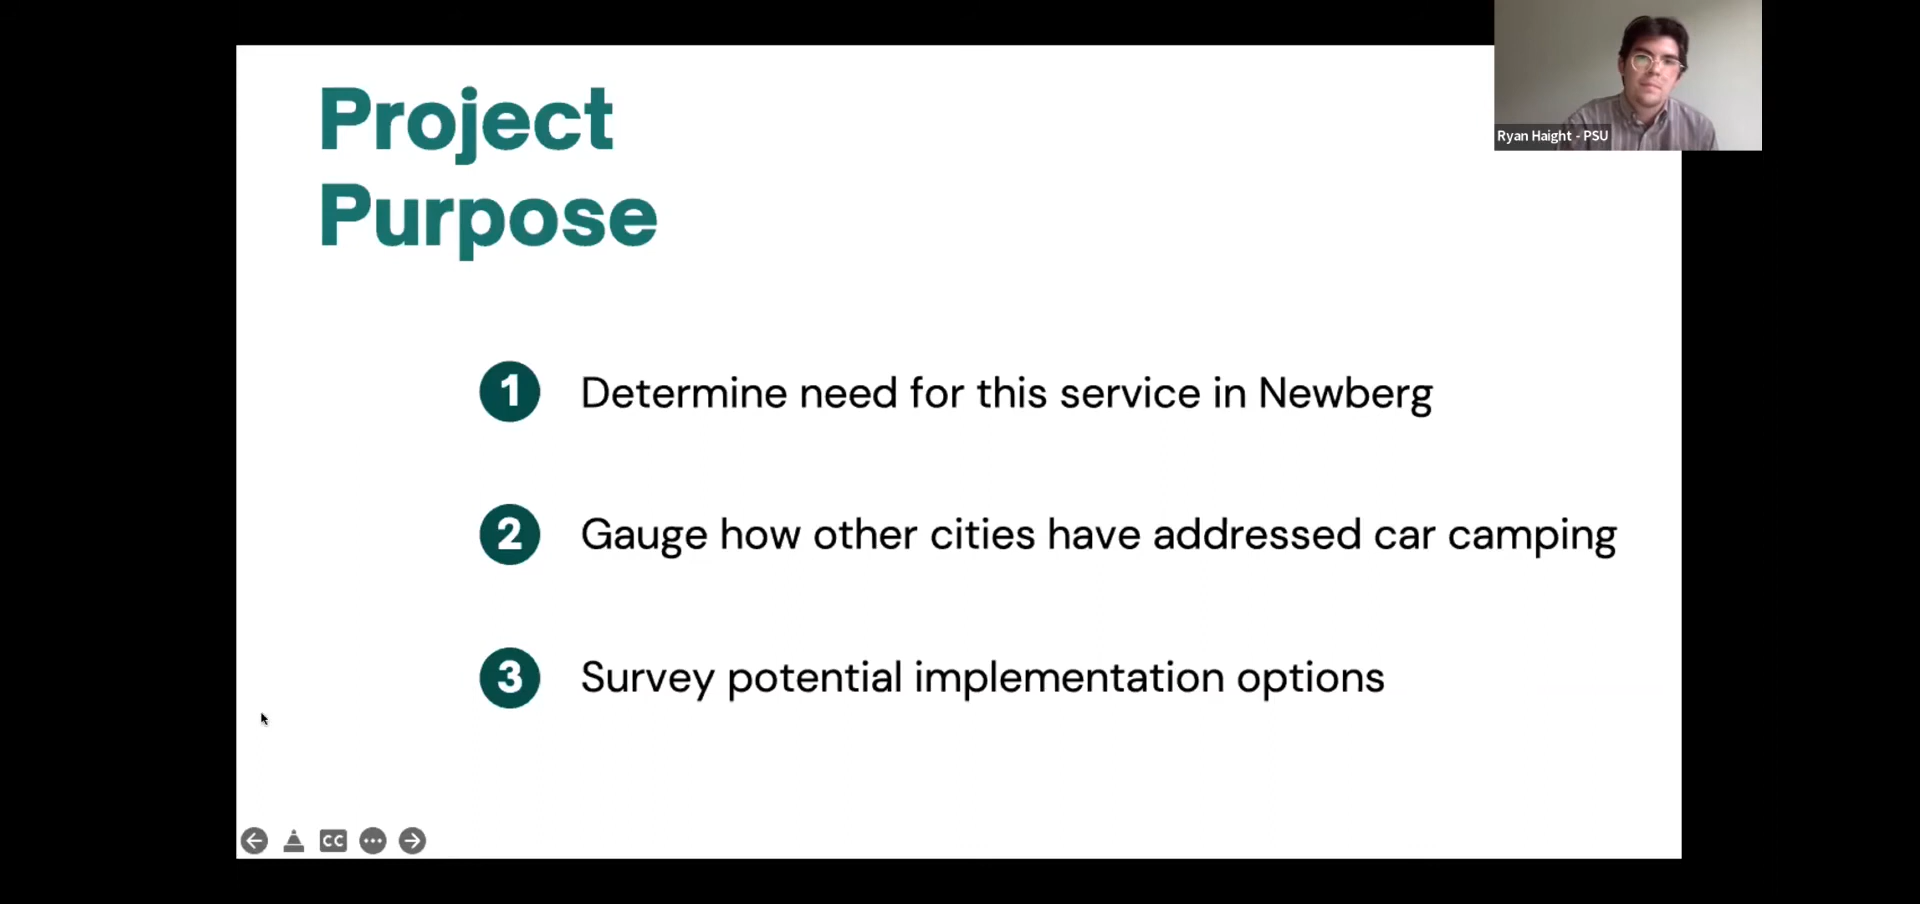 Project
Purpose
Ryan Haight - PSU
1 Determine need for this service in Newberg
2 Gauge how other cities have addressed car camping
3 Survey potential implementation options
CC